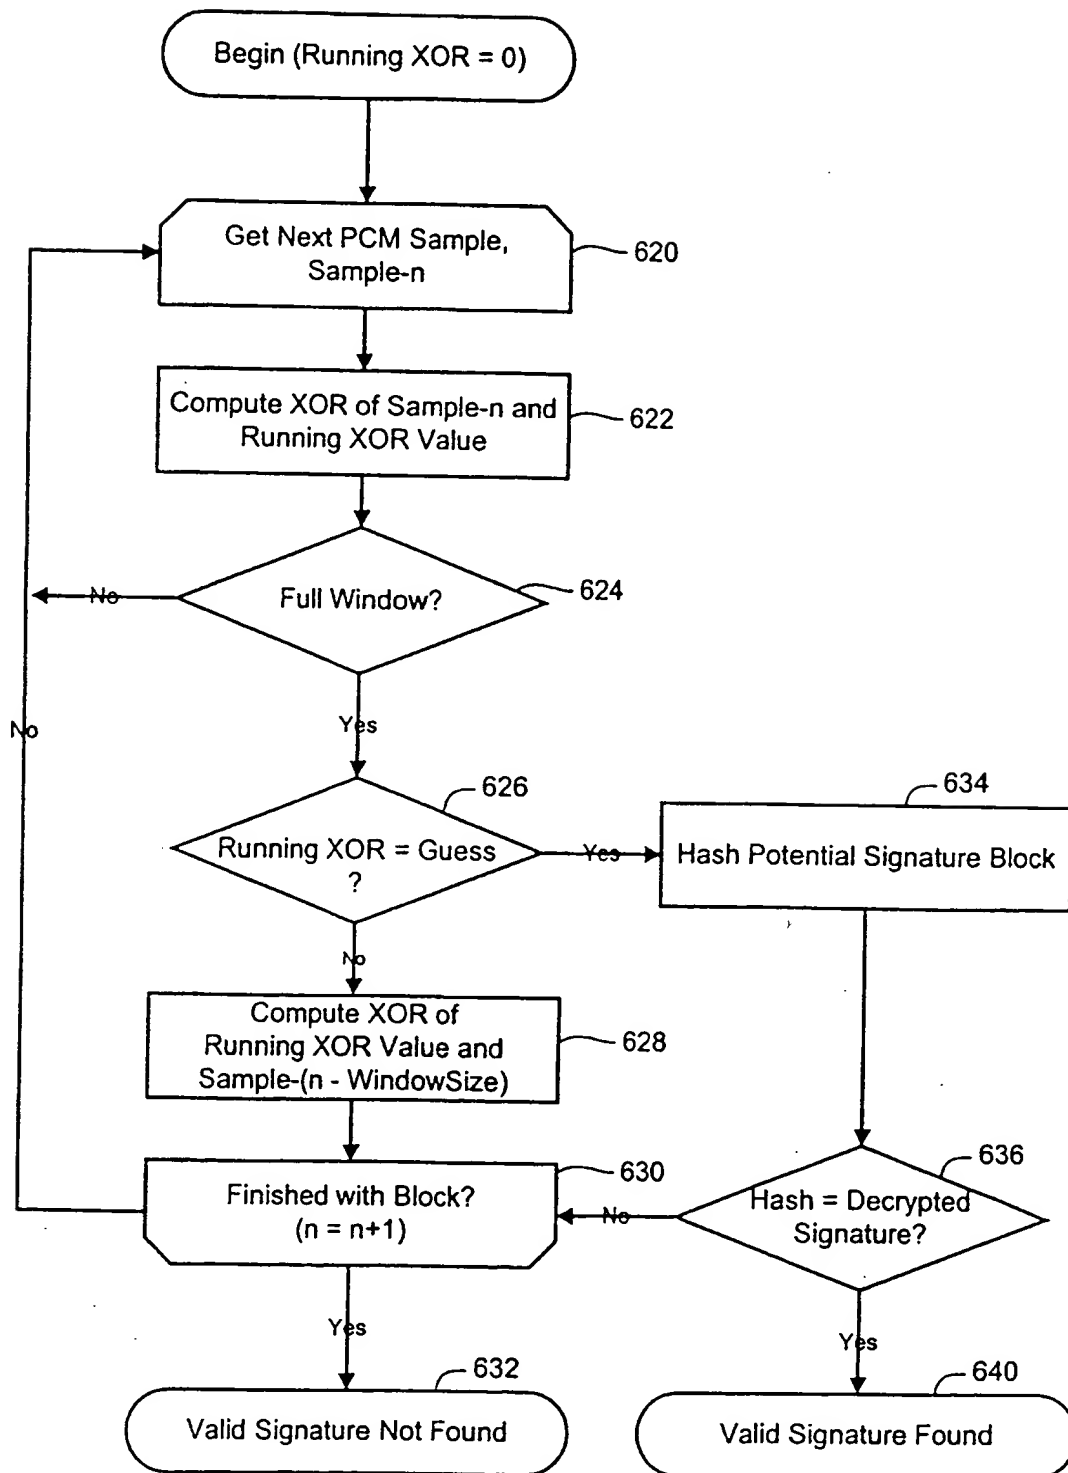 Begin (Running XOR = 0)
Get Next PCM Sample,
Sample-n
620
Compute XOR of Sample-n and
Running XOR Value
622
Full Window?
624
No
No
Yes
626
Running XOR = Guess
?
Yes
634
Hash Potential Signature Block
No
Compute XOR of
Running XOR Value and
Sample-(n - WindowSize)
628
Finished with Block?
(n = n+1)
630
No
636
Hash = Decrypted
Signature?
Yes
Yes
632
Valid Signature Not Found
640
Valid Signature Found